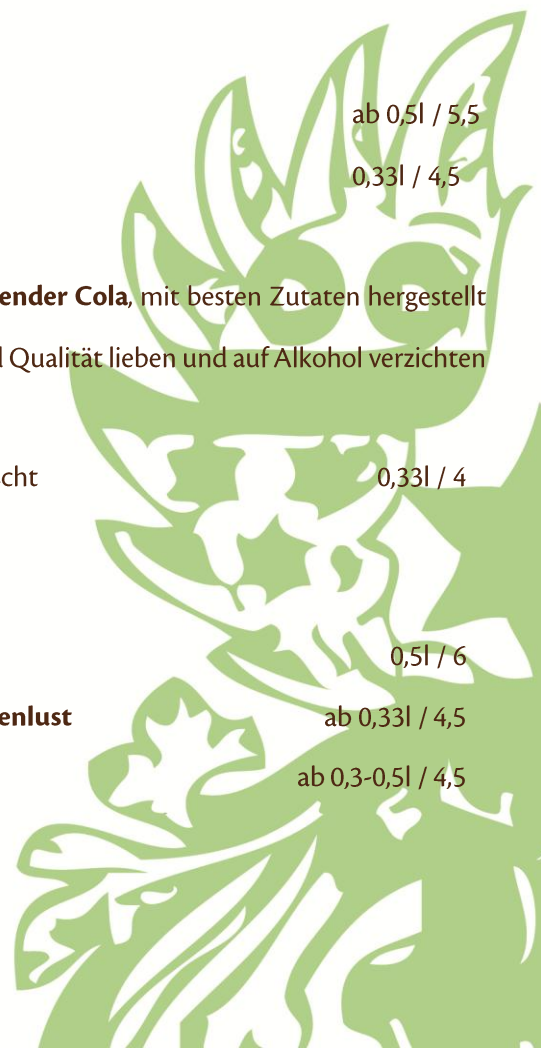 ab 0,5l / 5,5
0,33l / 4,5
ender Cola, mit besten Zutaten hergestellt
Qualität lieben und auf Alkohol verzichten
cht 0,33l / 4
0,5l / 6
enlust ab 0,33l / 4,5
ab 0,3-0,5l / 4,5